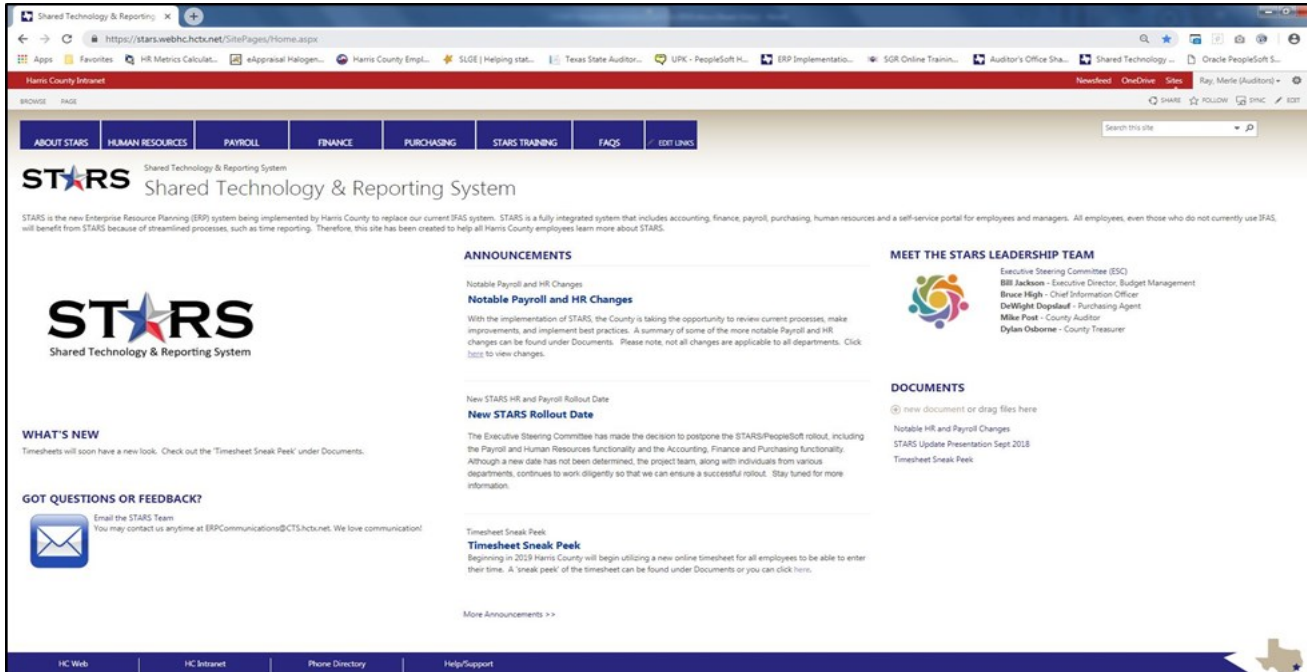 Shared Technology & Reporting
https://stars.webhc.hctx.net/SitePages/Home.aspx
Apps Favorites HR Metrics Calculat... eAppraisal Halogen... Harris County Empl... SLGE | Helping stat... Texas State Auditor... UPK - PeopleSoft H... ERP Implementatio... SGR Online Trainin... Auditor's Office Sha... Shared Technology ... Oracle PeopleSoft S...
Harris County Intranet Newsfeed OneDrive Sites Ray, Merle (Auditors)
BROWSE PAGE SHARE FOLLOW SYNC EDIT
ABOUT STARS HUMAN RESOURCES PAYROLL FINANCE PURCHASING STARS TRAINING FAQS EDIT LINKS
Search this site
STARS
Shared Technology & Reporting System
Shared Technology & Reporting System
STARS is the new Enterprise Resource Planning (ERP) system being implemented by Harris County to replace our current IFAS system. STARS is a fully integrated system that includes accounting, finance, payroll, purchasing, human resources and a self-service portal for employees and managers. All employees, even those who do not currently use IFAS,
will benefit from STARS because of streamlined processes, such as time reporting. Therefore, this site has been created to help all Harris County employees learn more about STARS.
STARS
Shared Technology & Reporting System
WHAT'S NEW
Timesheets will soon have a new look. Check out the 'Timesheet Sneak Peek' under Documents.
GOT QUESTIONS OR FEEDBACK?
Email the STARS Team
You may contact us anytime at ERPCommunications@CTS.hctx.net. We love communication!
ANNOUNCEMENTS
Notable Payroll and HR Changes
Notable Payroll and HR Changes
With the implementation of STARS, the County is taking the opportunity to review current processes, make
improvements, and implement best practices. A summary of some of the more notable Payroll and HR
changes can be found under Documents. Please note, not all changes are applicable to all departments. Click
here to view changes.
New STARS HR and Payroll Rollout Date
New STARS Rollout Date
The Executive Steering Committee has made the decision to postpone the STARS/PeopleSoft rollout, including
the Payroll and Human Resources functionality and the Accounting, Finance and Purchasing functionality.
Although a new date has not been determined, the project team, along with individuals from various
departments, continues to work diligently so that we can ensure a successful rollout. Stay tuned for more
information.
Timesheet Sneak Peek
Timesheet Sneak Peek
Beginning in 2019 Harris County will begin utilizing a new online timesheet for all employees to be able to enter
their time. A 'sneak peek' of the timesheet can be found under Documents or you can click here.
More Announcements >>
MEET THE STARS LEADERSHIP TEAM
Executive Steering Committee (ESC)
Bill Jackson - Executive Director, Budget Management
Bruce High - Chief Information Officer
DeWight Dopslauf - Purchasing Agent
Mike Post - County Auditor
Dylan Osborne - County Treasurer
DOCUMENTS
new document or drag files here
Notable HR and Payroll Changes
STARS Update Presentation Sept 2018
Timesheet Sneak Peek
HC Web HC Intranet Phone Directory Help/Support